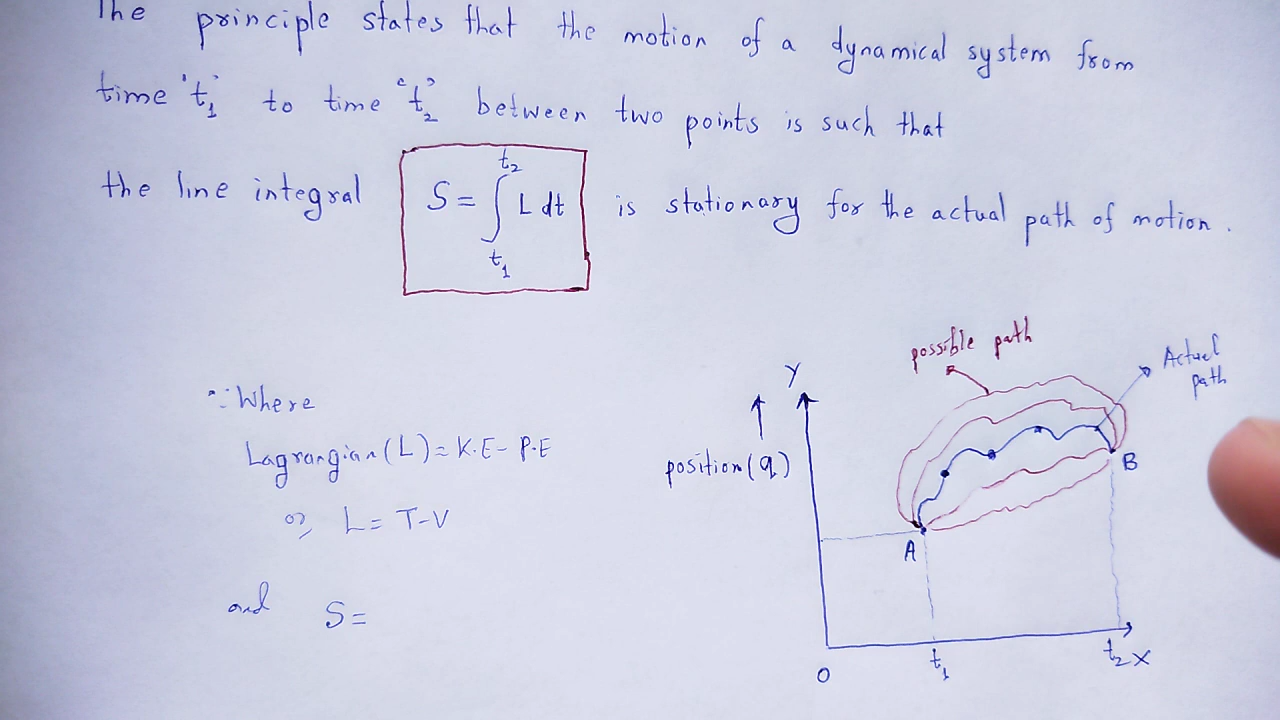 The principle states that the motion of a dynamical system from
time 't₁' to time 't₂' between two points is such that
the line integral S = ∫ₜ₁ᵗ² L dt is stationary for the actual path of motion.
possible path
Actual path
Y
∵ Where
Lagrangian (L) = K.E - P.E
position (q)
B
or, L = T-V
A
and S =
O
t₁
t₂
X